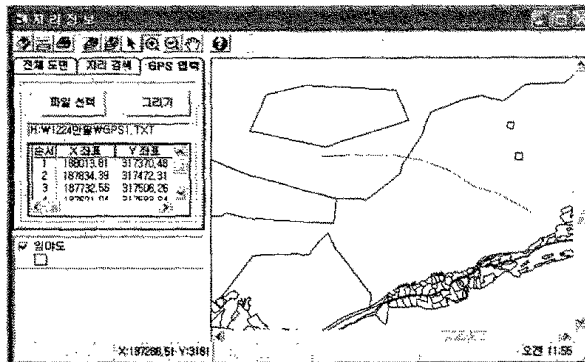 지리정보
전체 도면 지리 검색 GPS 입력
파일 선택 그리기
H:₩1224만월₩GPS1.TXT
순서 X 좌표 Y 좌표
1 188013.81 317370.48
2 187834.39 317472.31
3 187732.55 317506.26
4
임야도
오전 11:55